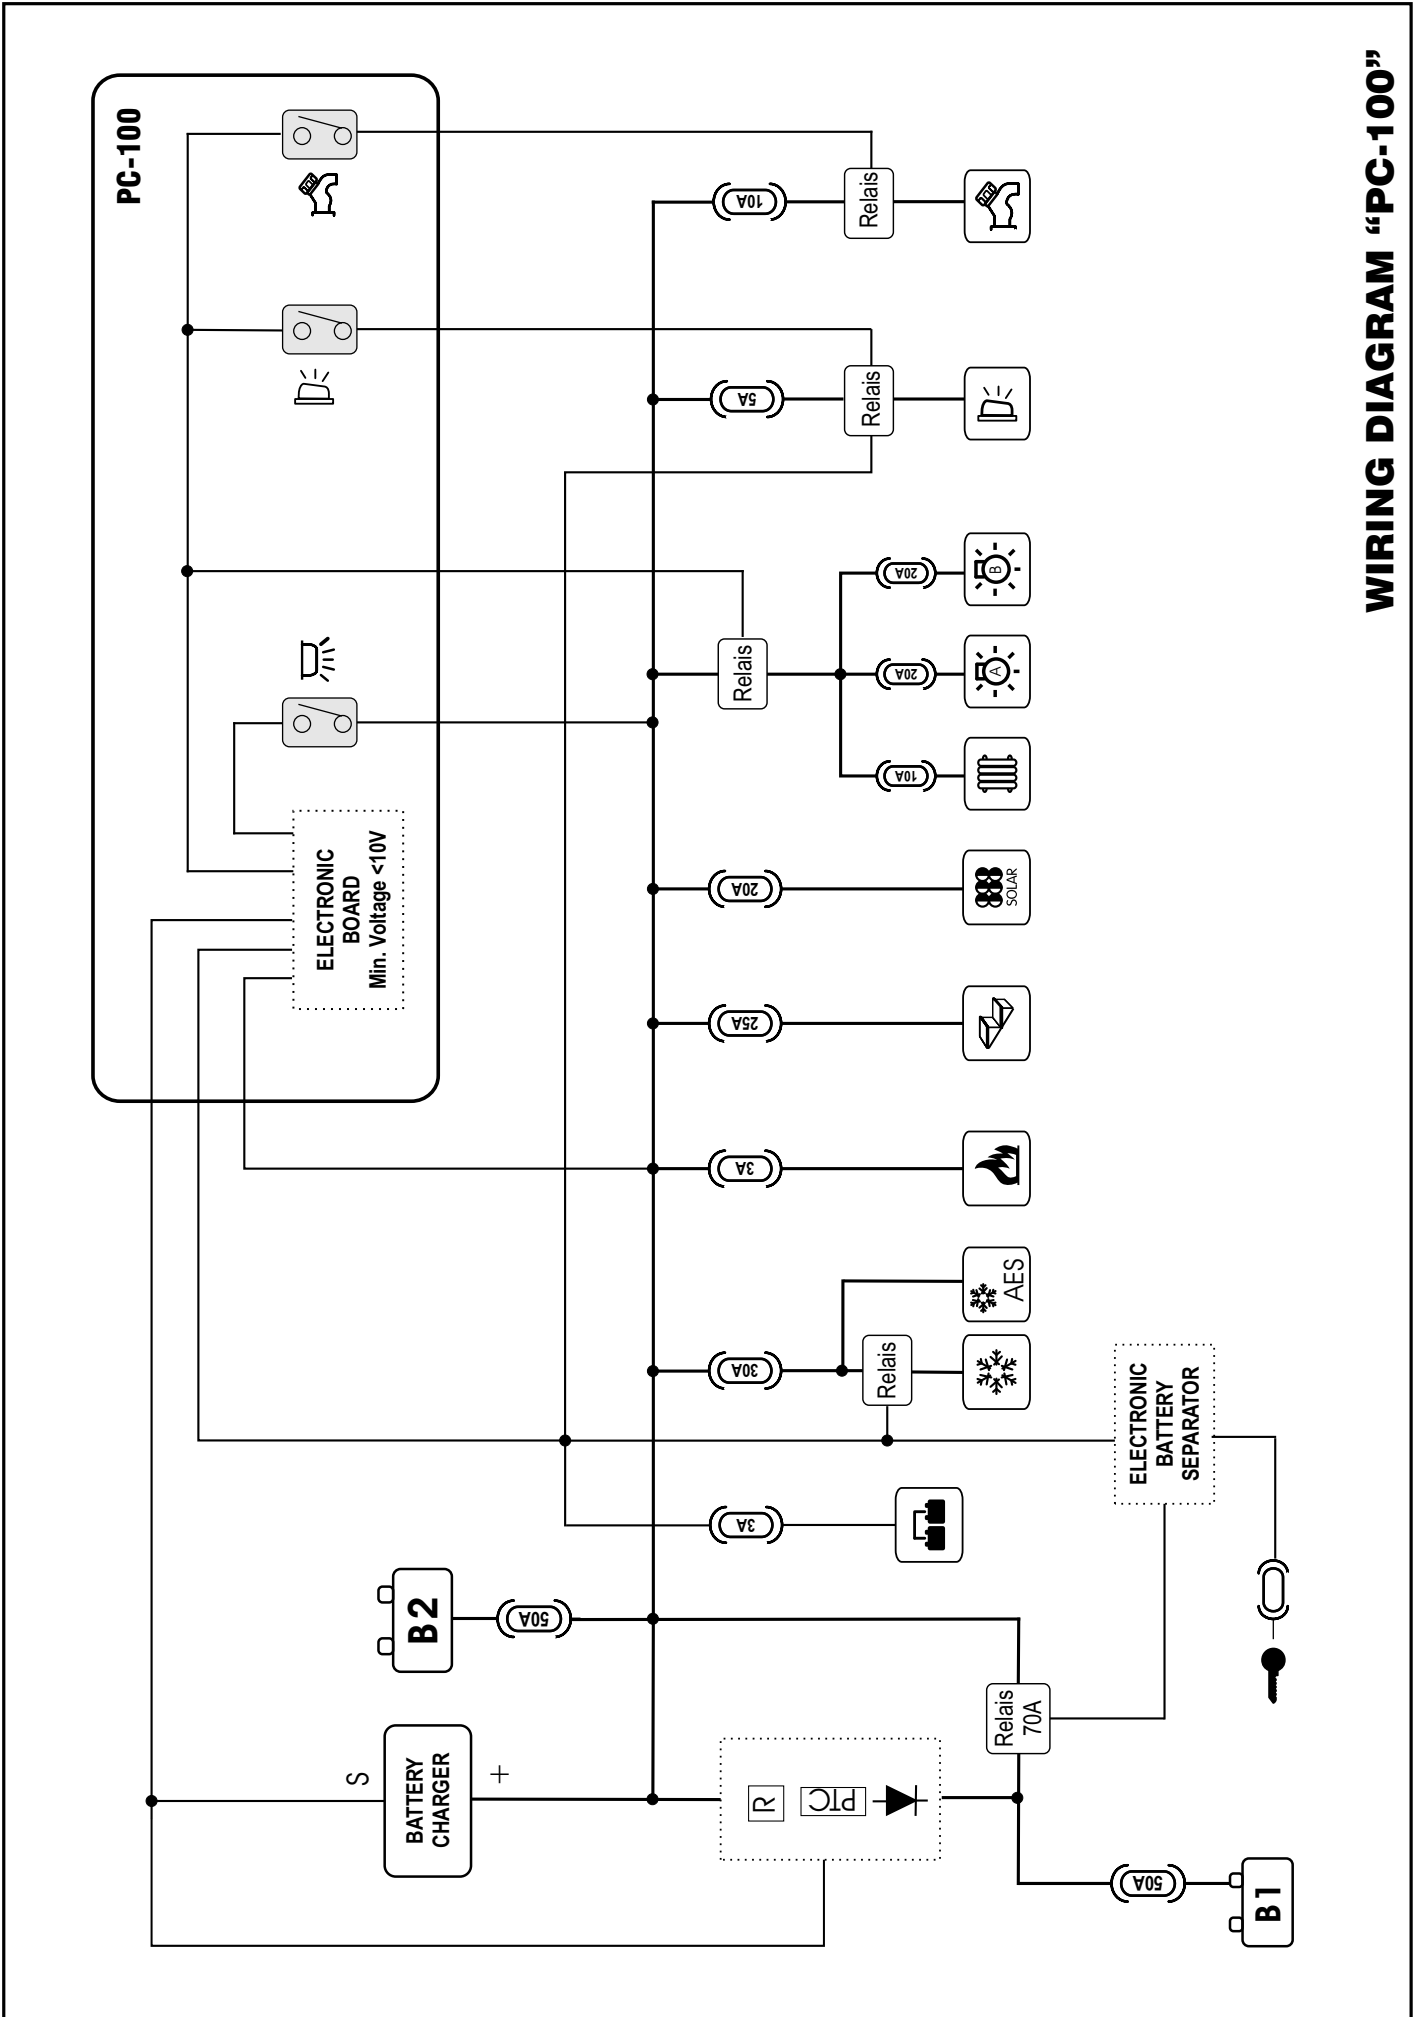 WIRING DIAGRAM “PC-100”
PC-100
ELECTRONIC
BOARD
Min. Voltage <10V
10A
Relais
5A
Relais
Relais
20A
B
20A
A
10A
20A
SOLAR
25A
3A
30A
Relais
AES
3A
ELECTRONIC
BATTERY
SEPARATOR
B2
50A
Relais
70A
S
BATTERY
CHARGER
+
R
PTC
50A
B1